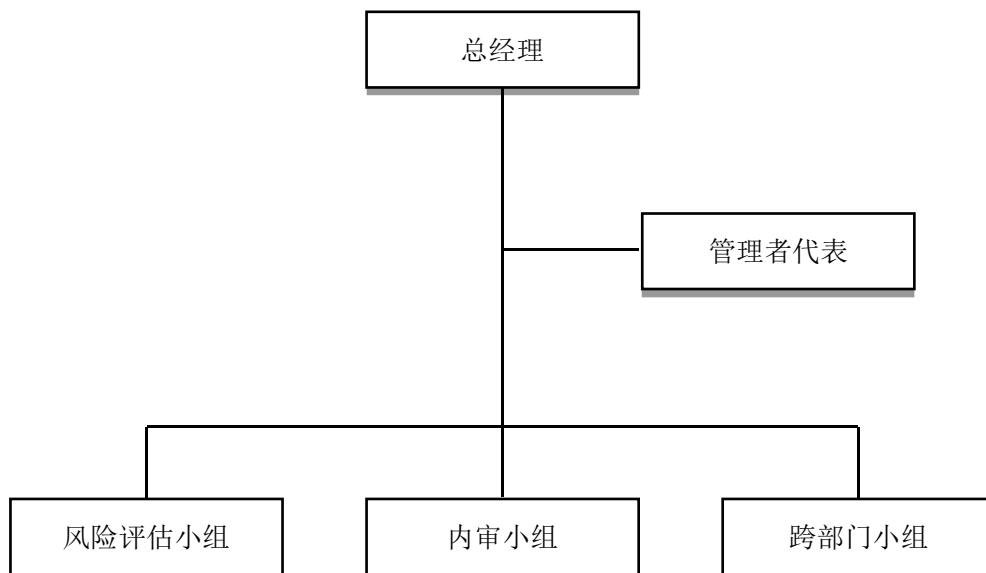 总经理
管理者代表
风险评估小组
内审小组
跨部门小组